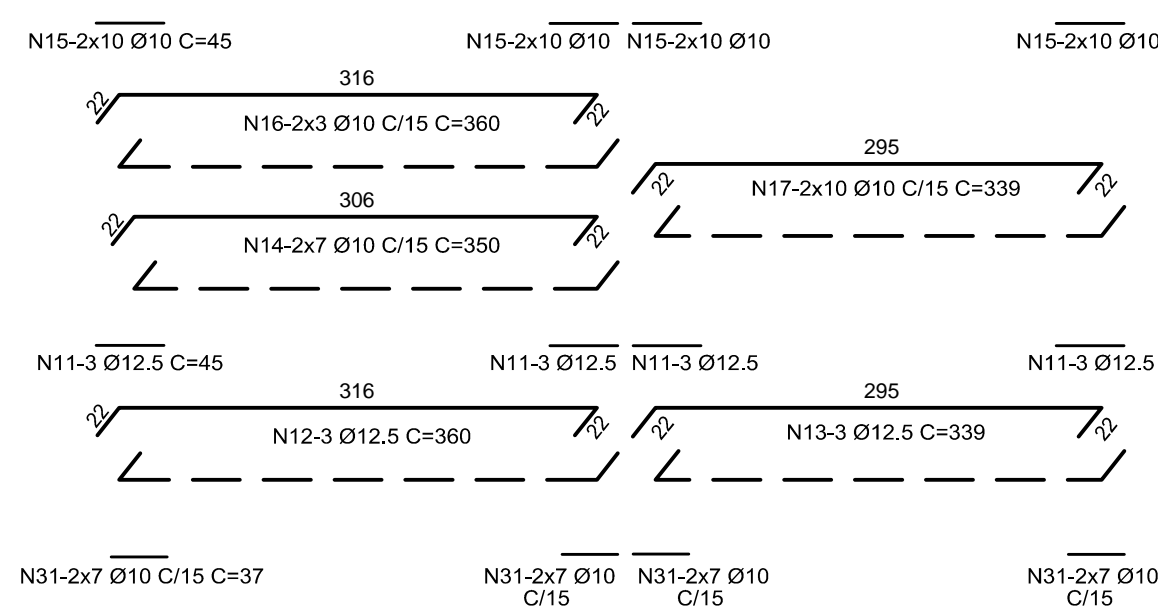 N15-2x10 Ø10 C=45
N15-2x10 Ø10
N15-2x10 Ø10
N15-2x10 Ø10
316
22
22
N16-2x3 Ø10 C/15 C=360
295
22
22
N17-2x10 Ø10 C/15 C=339
306
22
22
N14-2x7 Ø10 C/15 C=350
N11-3 Ø12.5 C=45
N11-3 Ø12.5
N11-3 Ø12.5
N11-3 Ø12.5
316
22
22
N12-3 Ø12.5 C=360
295
22
22
N13-3 Ø12.5 C=339
N31-2x7 Ø10 C/15 C=37
N31-2x7 Ø10
C/15
N31-2x7 Ø10
C/15
N31-2x7 Ø10
C/15